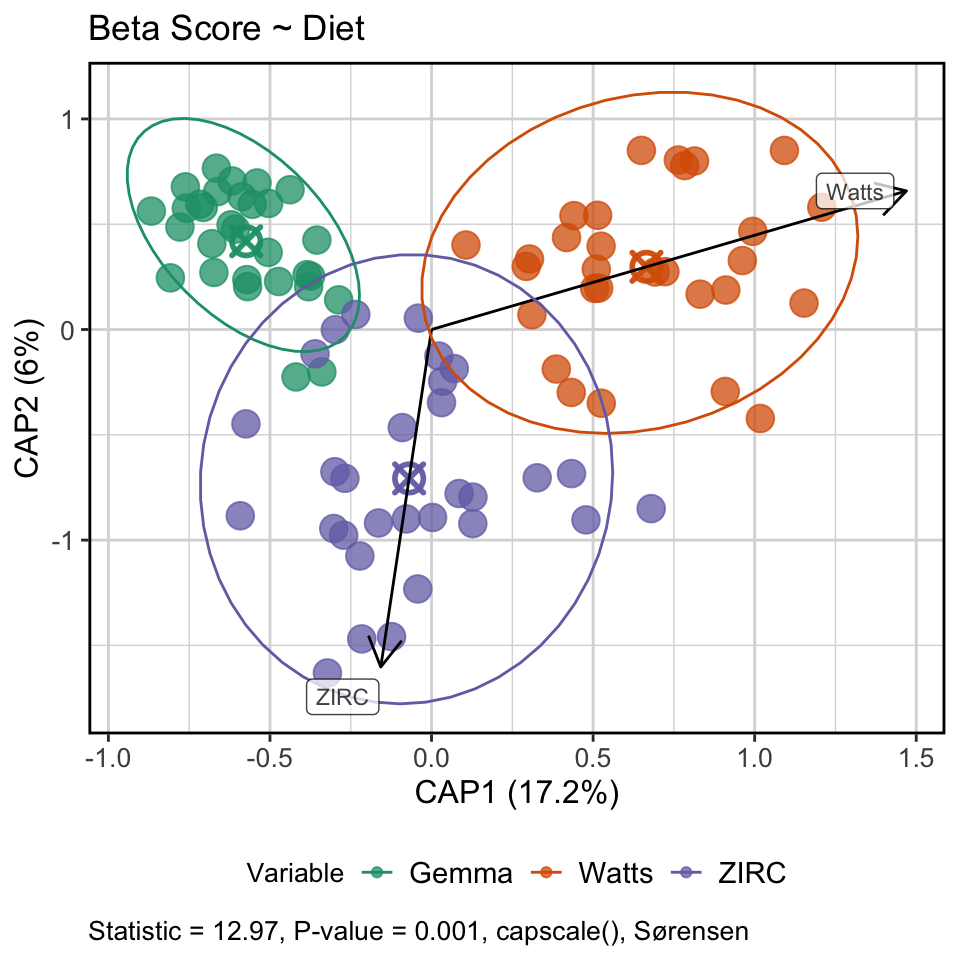 Beta Score ~ Diet
CAP2 (6%)
1
0
-1
Watts
ZIRC
-1.0 -0.5 0.0 0.5 1.0 1.5
CAP1 (17.2%)
Variable Gemma Watts ZIRC
Statistic = 12.97, P-value = 0.001, capscale(), Sørensen